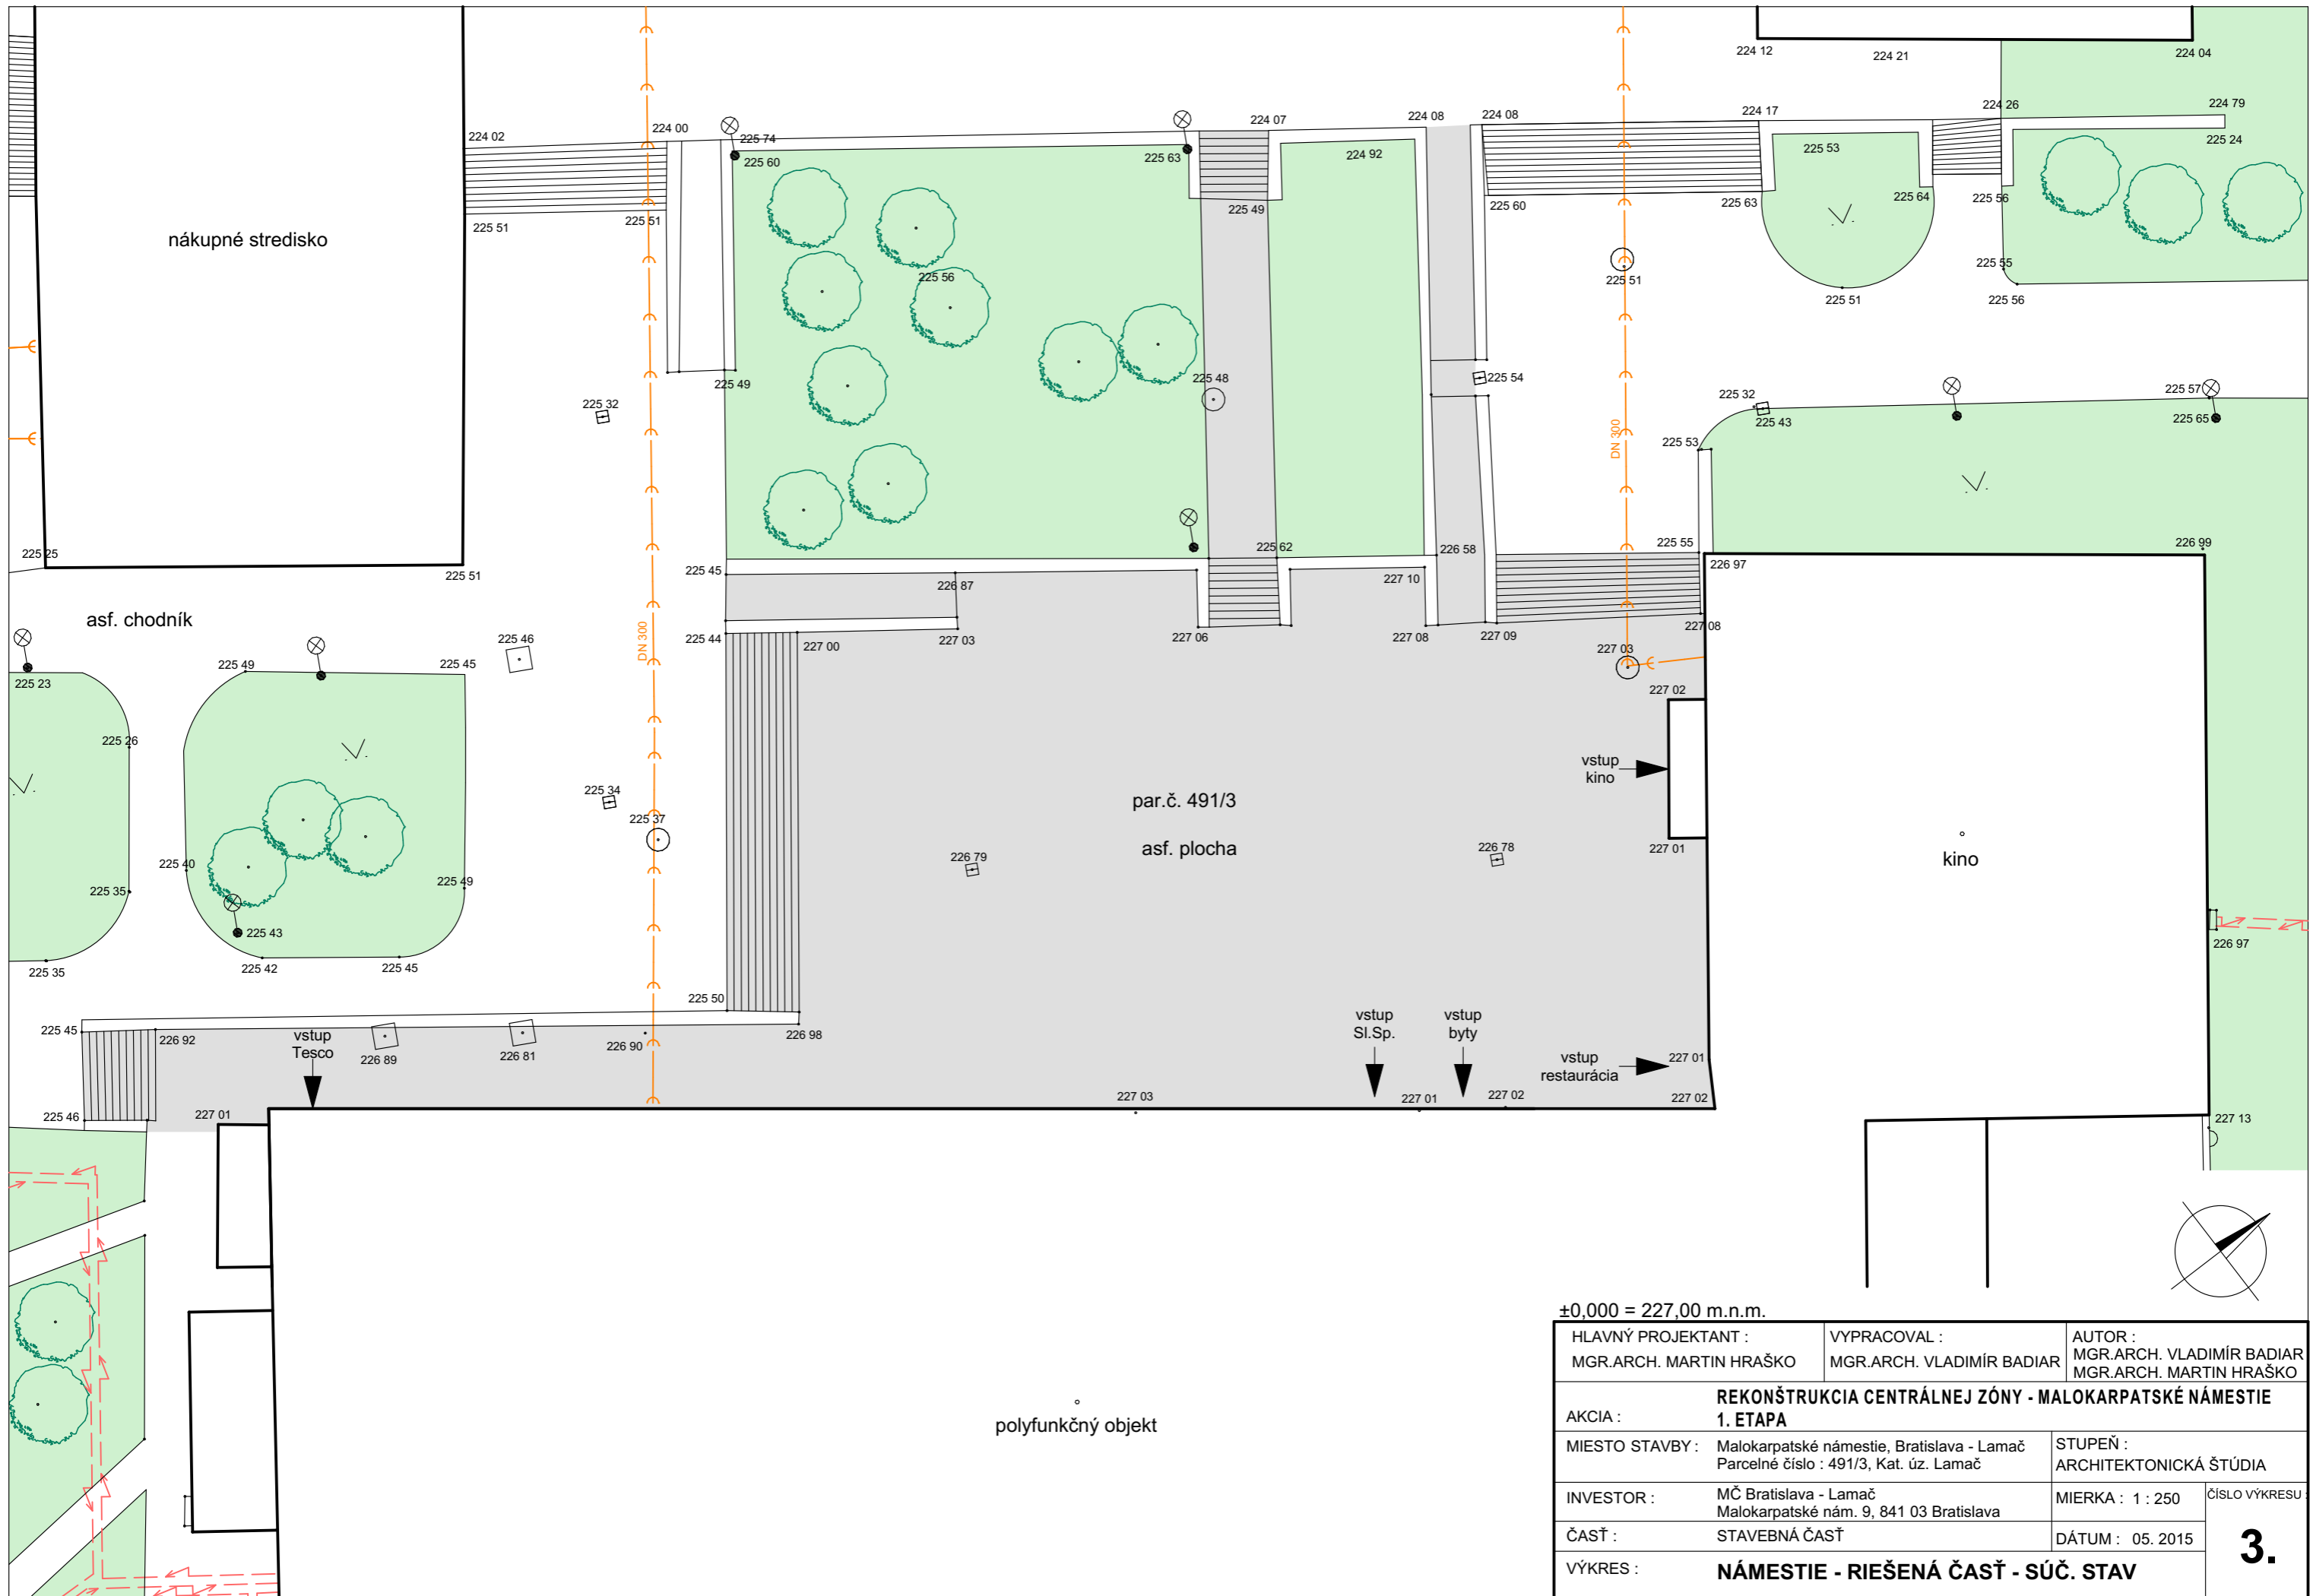 224 12
224 21
224 04
224 02
224 00
225 74
225 60
225 63
224 07
224 08
224 08
224 17
224 26
224 79
225 24
224 92
225 53
225 64
225 56
225 51
225 51
225 49
225 60
225 63
nákupné stredisko
225 56
225 51
225 55
225 51
225 56
225 49
225 48
225 54
225 32
225 32
225 43
225 57
225 65
DN 300
225 53
225 25
225 51
225 45
226 87
225 62
227 10
226 58
225 55
226 97
226 99
asf. chodník
225 46
DN 300
225 44
227 00
227 03
227 06
227 08
227 09
227 08
225 49
225 45
225 23
227 03
227 02
225 26
vstup
kino
225 34
225 37
par.č. 491/3
asf. plocha
226 79
226 78
227 01
kino
225 40
225 35
225 49
225 43
225 35
225 42
225 45
226 97
225 50
225 45
226 92
vstup
Tesco
226 89
226 81
226 90
226 98
vstup
Sl.Sp.
vstup
byty
vstup
reštaurácia
227 01
225 46
227 01
227 03
227 01
227 02
227 02
227 13
polyfunkčný objekt
±0,000 = 227,00 m.n.m.
HLAVNÝ PROJEKTANT :
MGR.ARCH. MARTIN HRAŠKO
VYPRACOVAL :
MGR.ARCH. VLADIMÍR BADIAR
AUTOR :
MGR.ARCH. VLADIMÍR BADIAR
MGR.ARCH. MARTIN HRAŠKO
AKCIA :
REKONŠTRUKCIA CENTRÁLNEJ ZÓNY - MALOKARPATSKÉ NÁMESTIE
1. ETAPA
MIESTO STAVBY :
Malokarpatské námestie, Bratislava - Lamač
Parcelné číslo : 491/3, Kat. úz. Lamač
STUPEŇ :
ARCHITEKTONICKÁ ŠTÚDIA
INVESTOR :
MČ Bratislava - Lamač
Malokarpatské nám. 9, 841 03 Bratislava
MIERKA : 1 : 250
ČÍSLO VÝKRESU :
ČASŤ :
STAVEBNÁ ČASŤ
DÁTUM : 05. 2015
3.
VÝKRES :
NÁMESTIE - RIEŠENÁ ČASŤ - SÚČ. STAV